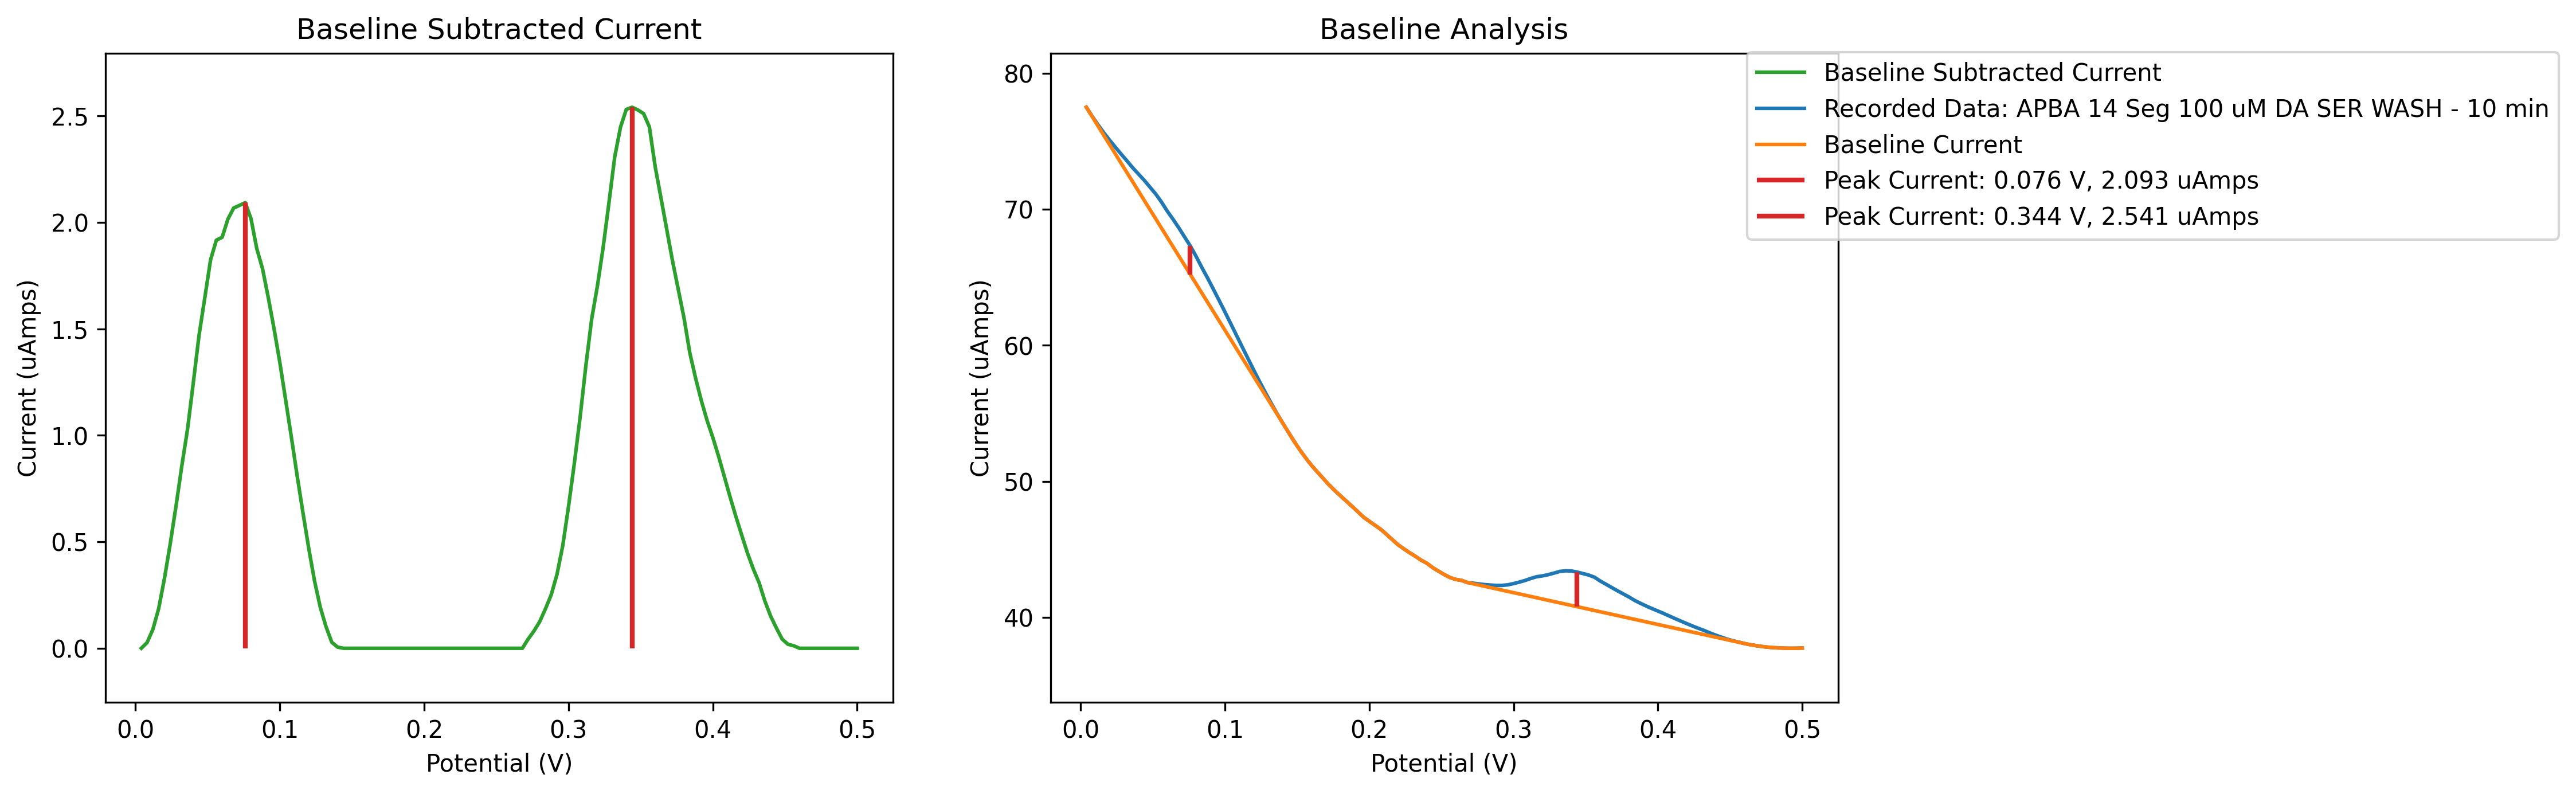 Baseline Subtracted Current
2.5
2.0
1.5
1.0
0.5
0.0
Current (uAmps)
0.0 0.1 0.2 0.3 0.4 0.5
Potential (V)
Baseline Analysis
80
70
60
50
40
Current (uAmps)
0.0 0.1 0.2 0.3 0.4 0.5
Potential (V)
Baseline Subtracted Current
Recorded Data: APBA 14 Seg 100 uM DA SER WASH - 10 min
Baseline Current
Peak Current: 0.076 V, 2.093 uAmps
Peak Current: 0.344 V, 2.541 uAmps